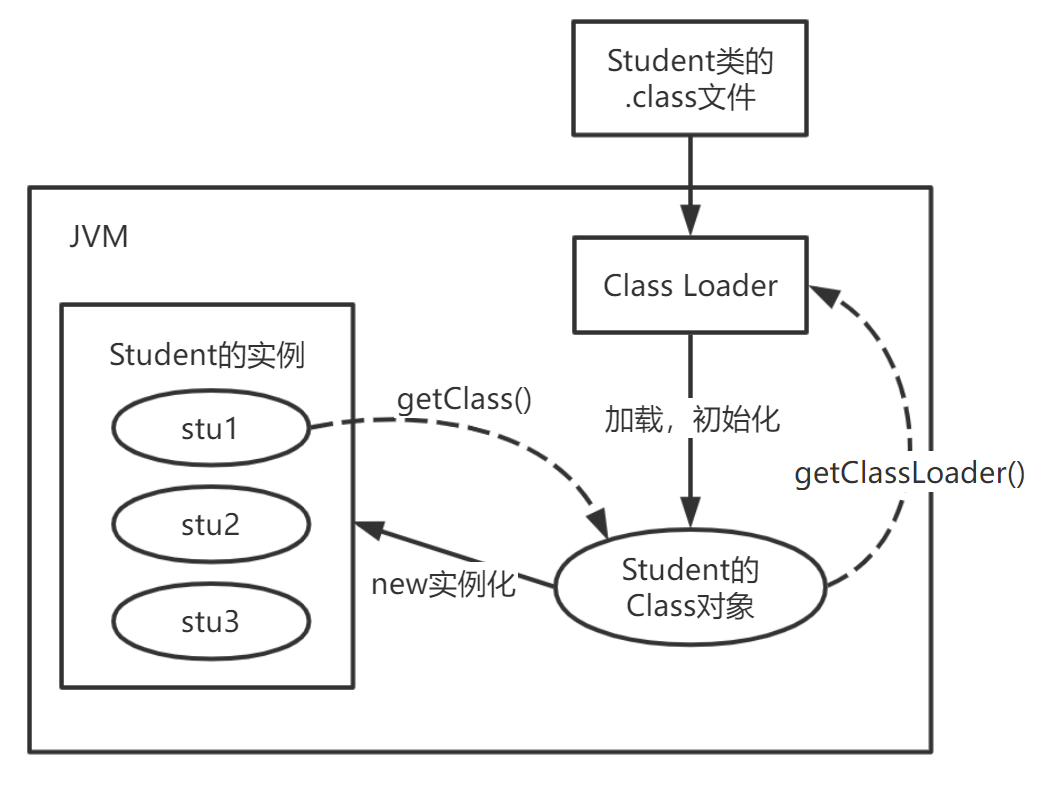 Student类的
.class文件
JVM
Class Loader
Student的实例
stu1
getClass()
加载，初始化
getClassLoader()
stu2
new实例化
Student的
Class对象
stu3